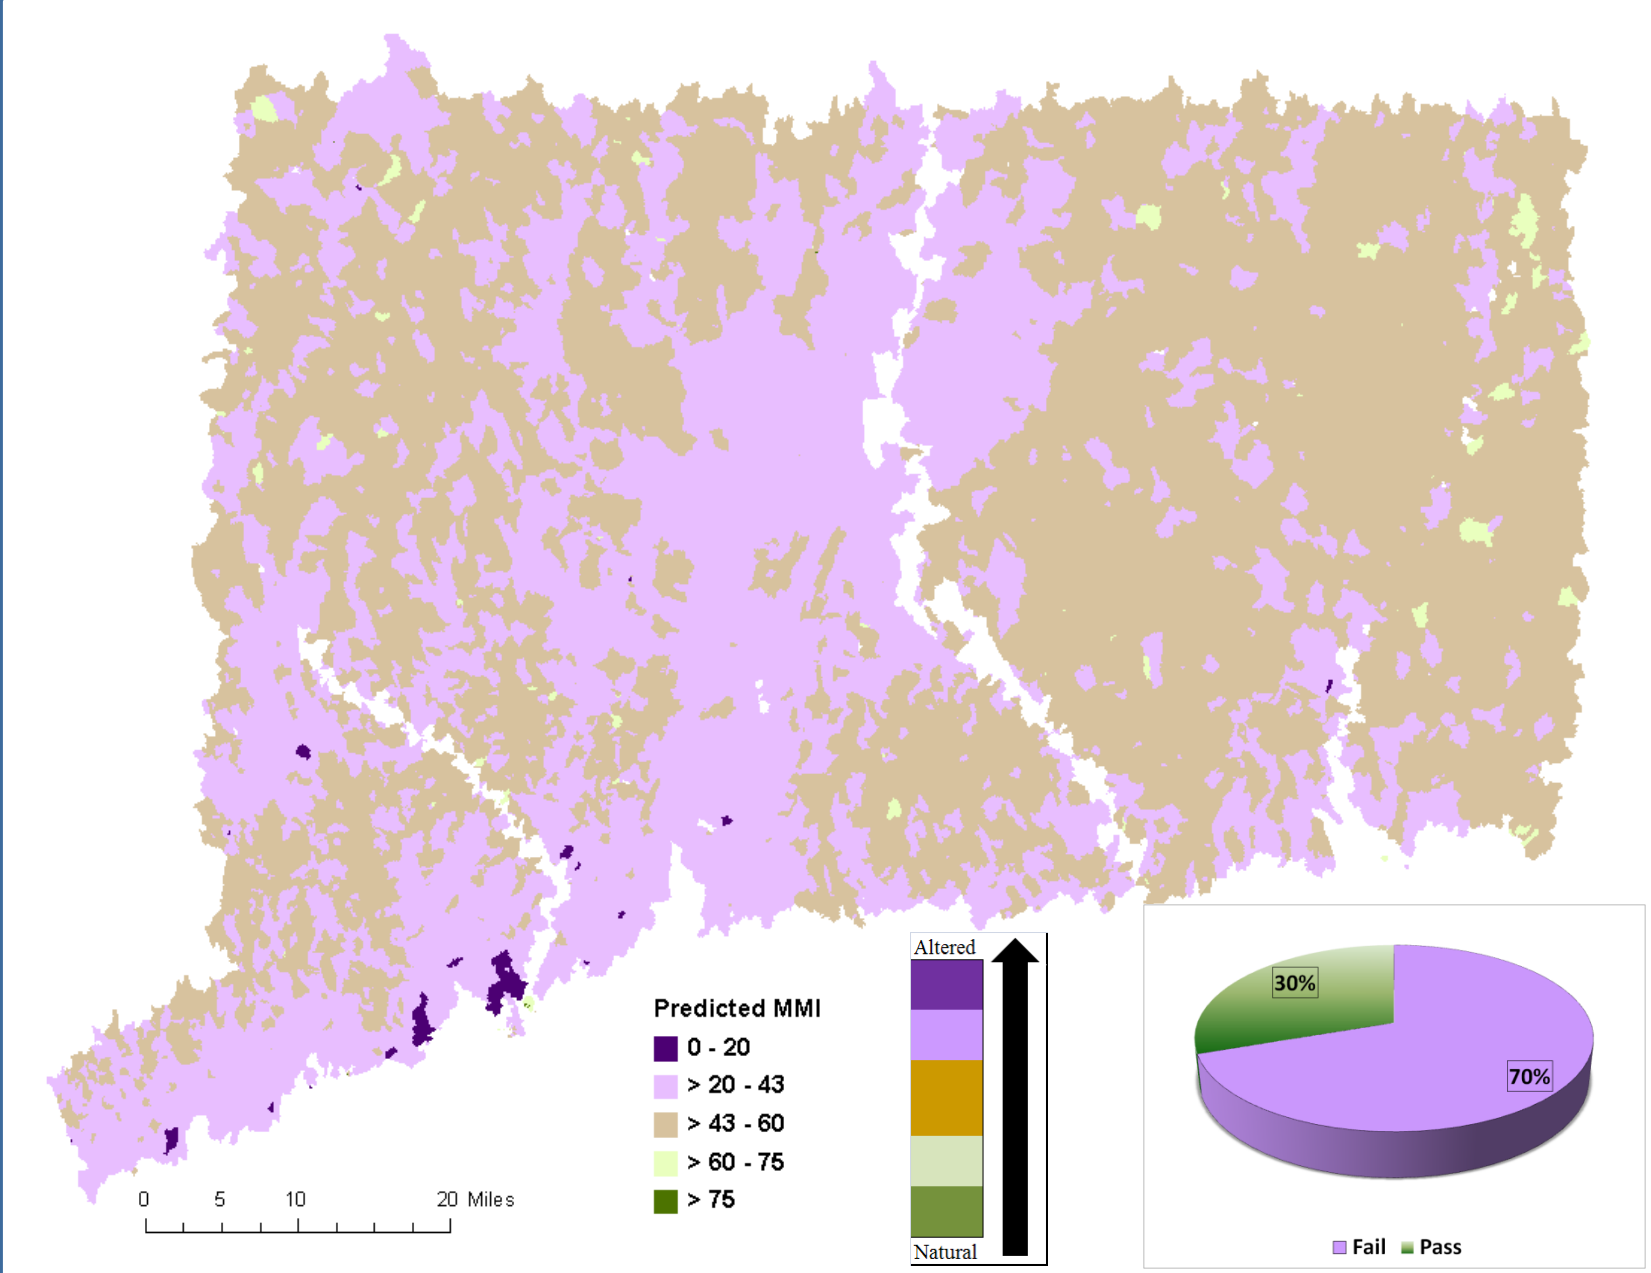 Predicted MMI
0 - 20
> 20 - 43
> 43 - 60
> 60 - 75
> 75
0 5 10 20 Miles
Altered
Natural
30%
70%
Fail Pass